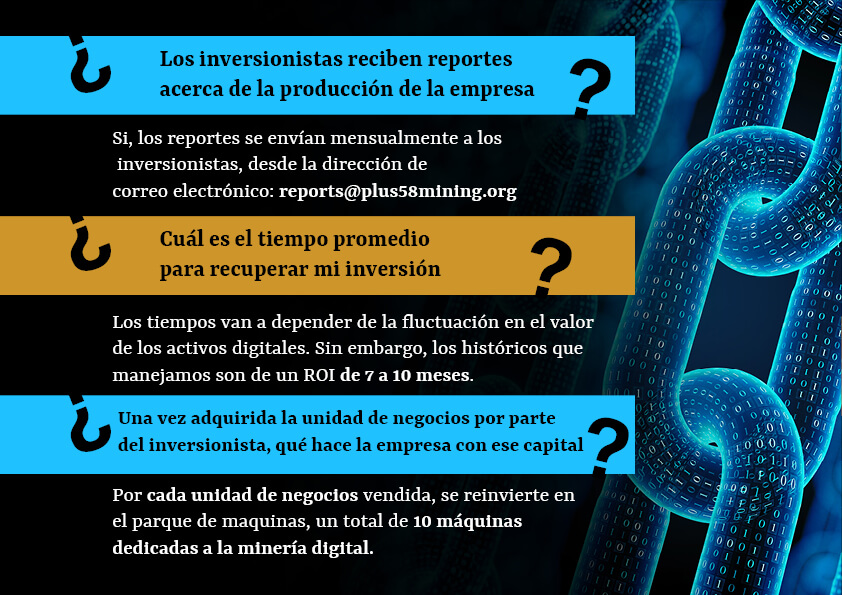 ¿ Los inversionistas reciben reportes
acerca de la producción de la empresa ?
Si, los reportes se envían mensualmente a los
inversionistas, desde la dirección de
correo electrónico: reports@plus58mining.org
¿ Cuál es el tiempo promedio
para recuperar mi inversión ?
Los tiempos van a depender de la fluctuación en el valor
de los activos digitales. Sin embargo, los históricos que
manejamos son de un ROI de 7 a 10 meses.
¿ Una vez adquirida la unidad de negocios por parte
del inversionista, qué hace la empresa con ese capital ?
Por cada unidad de negocios vendida, se reinvierte en
el parque de maquinas, un total de 10 máquinas
dedicadas a la minería digital.